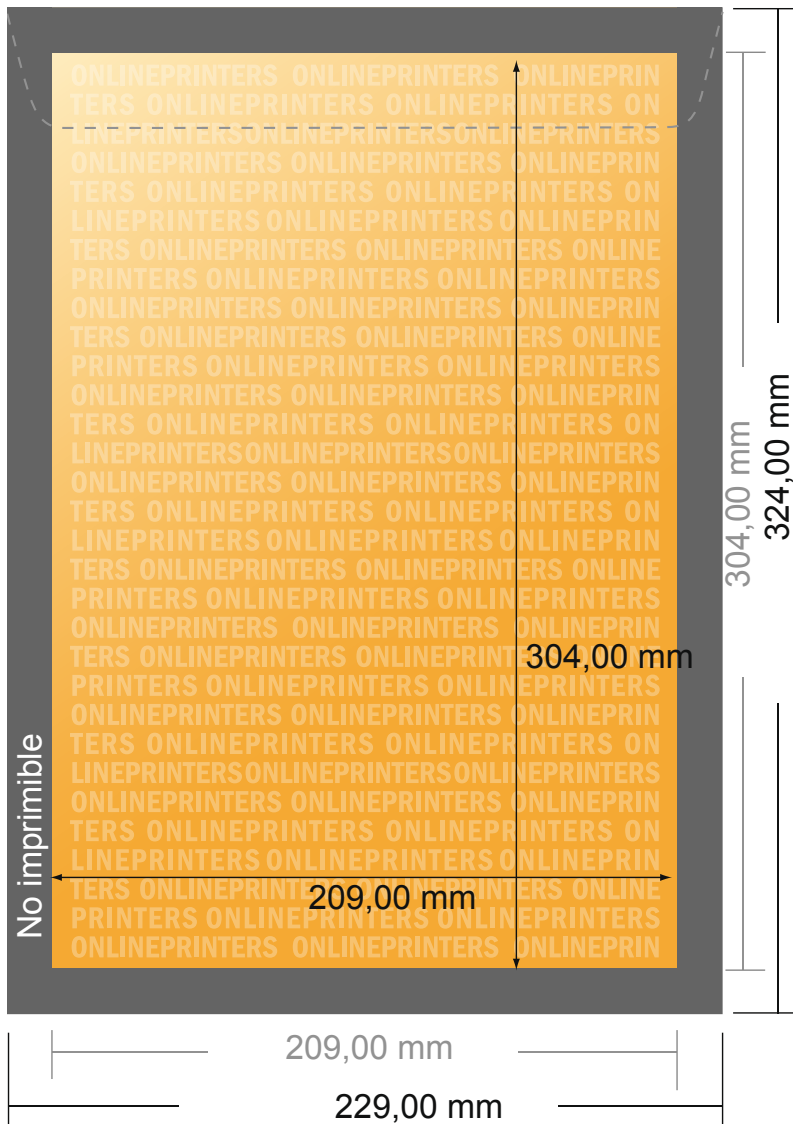 ONLINEPRINTERS ONLINEPRINTERS ONLINEPRIN
TERS ONLINEPRINTERS ONLINEPRINTERS ON
LINEPRINTERSONLINEPRINTERSONLINEPRINTERS
ONLINEPRINTERS ONLINEPRINTERS ONLINEPRIN
TERS ONLINEPRINTERS ONLINEPRINTERS ON
LINEPRINTERS ONLINEPRINTERS ONLINEPRIN
TERS ONLINEPRINTERS ONLINEPRINTERS ONLINE
PRINTERS ONLINEPRINTERS ONLINEPRINTERS
ONLINEPRINTERS ONLINEPRINTERS ONLINEPRIN
TERS ONLINEPRINTERS ONLINEPRINTERS ONLINE
PRINTERS ONLINEPRINTERS ONLINEPRINTERS
ONLINEPRINTERS ONLINEPRINTERS ONLINEPRIN
TERS ONLINEPRINTERS ONLINEPRINTERS ON
LINEPRINTERSONLINEPRINTERSONLINEPRINTERS
ONLINEPRINTERS ONLINEPRINTERS ONLINEPRIN
TERS ONLINEPRINTERS ONLINEPRINTERS ON
LINEPRINTERS ONLINEPRINTERS ONLINEPRIN
TERS ONLINEPRINTERS ONLINEPRINTERS ONLINE
PRINTERS ONLINEPRINTERS ONLINEPRINTERS
ONLINEPRINTERS ONLINEPRINTERS ONLINEPRIN
TERS ONLINEPRINTERS ONLINEPRINTERS
PRINTERS ONLINEPRINTERS ONLINEPRINTERS
ONLINEPRINTERS ONLINEPRINTERS ONLINEPRIN
TERS ONLINEPRINTERS ONLINEPRINTERS ON
LINEPRINTERSONLINEPRINTERSONLINEPRINTERS
ONLINEPRINTERS ONLINEPRINTERS ONLINEPRIN
TERS ONLINEPRINTERS ONLINEPRINTERS ON
LINEPRINTERS ONLINEPRINTERS ONLINEPRIN
TERS ONLINEPRINTERS ONLINEPRINTERS ONLINE
PRINTERS ONLINEPRINTERS ONLINEPRINTERS
ONLINEPRINTERS ONLINEPRINTERS ONLINEPRIN
304,00 mm
209,00 mm
No imprimible
304,00 mm
324,00 mm
209,00 mm
229,00 mm